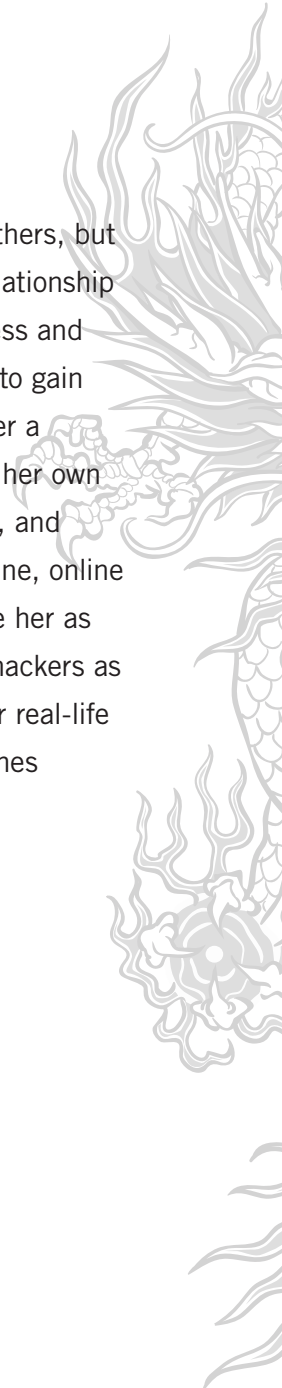 thers, but
ationship
ess and
to gain
er a
her own
, and
ne, online
e her as
hackers as
r real-life
nes